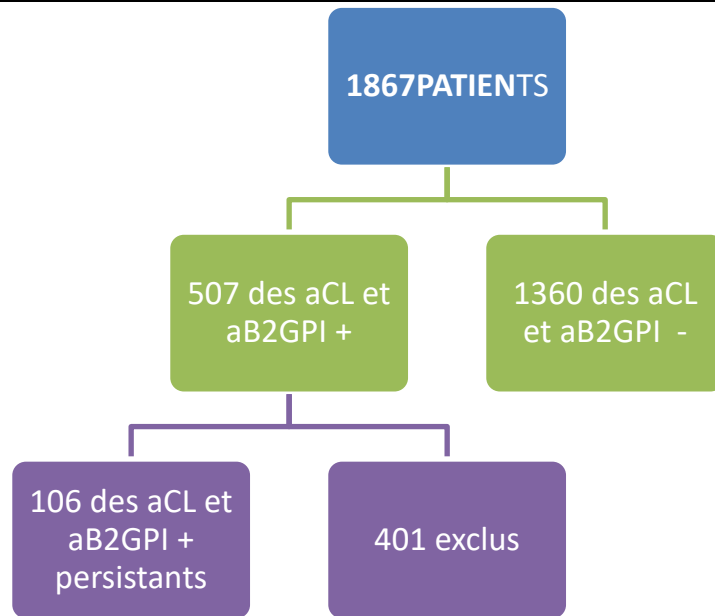 1867PATIENTS
507 des aCL et
aB2GPI +
1360 des aCL
et aB2GPI -
106 des aCL et
aB2GPI +
persistants
401 exclus